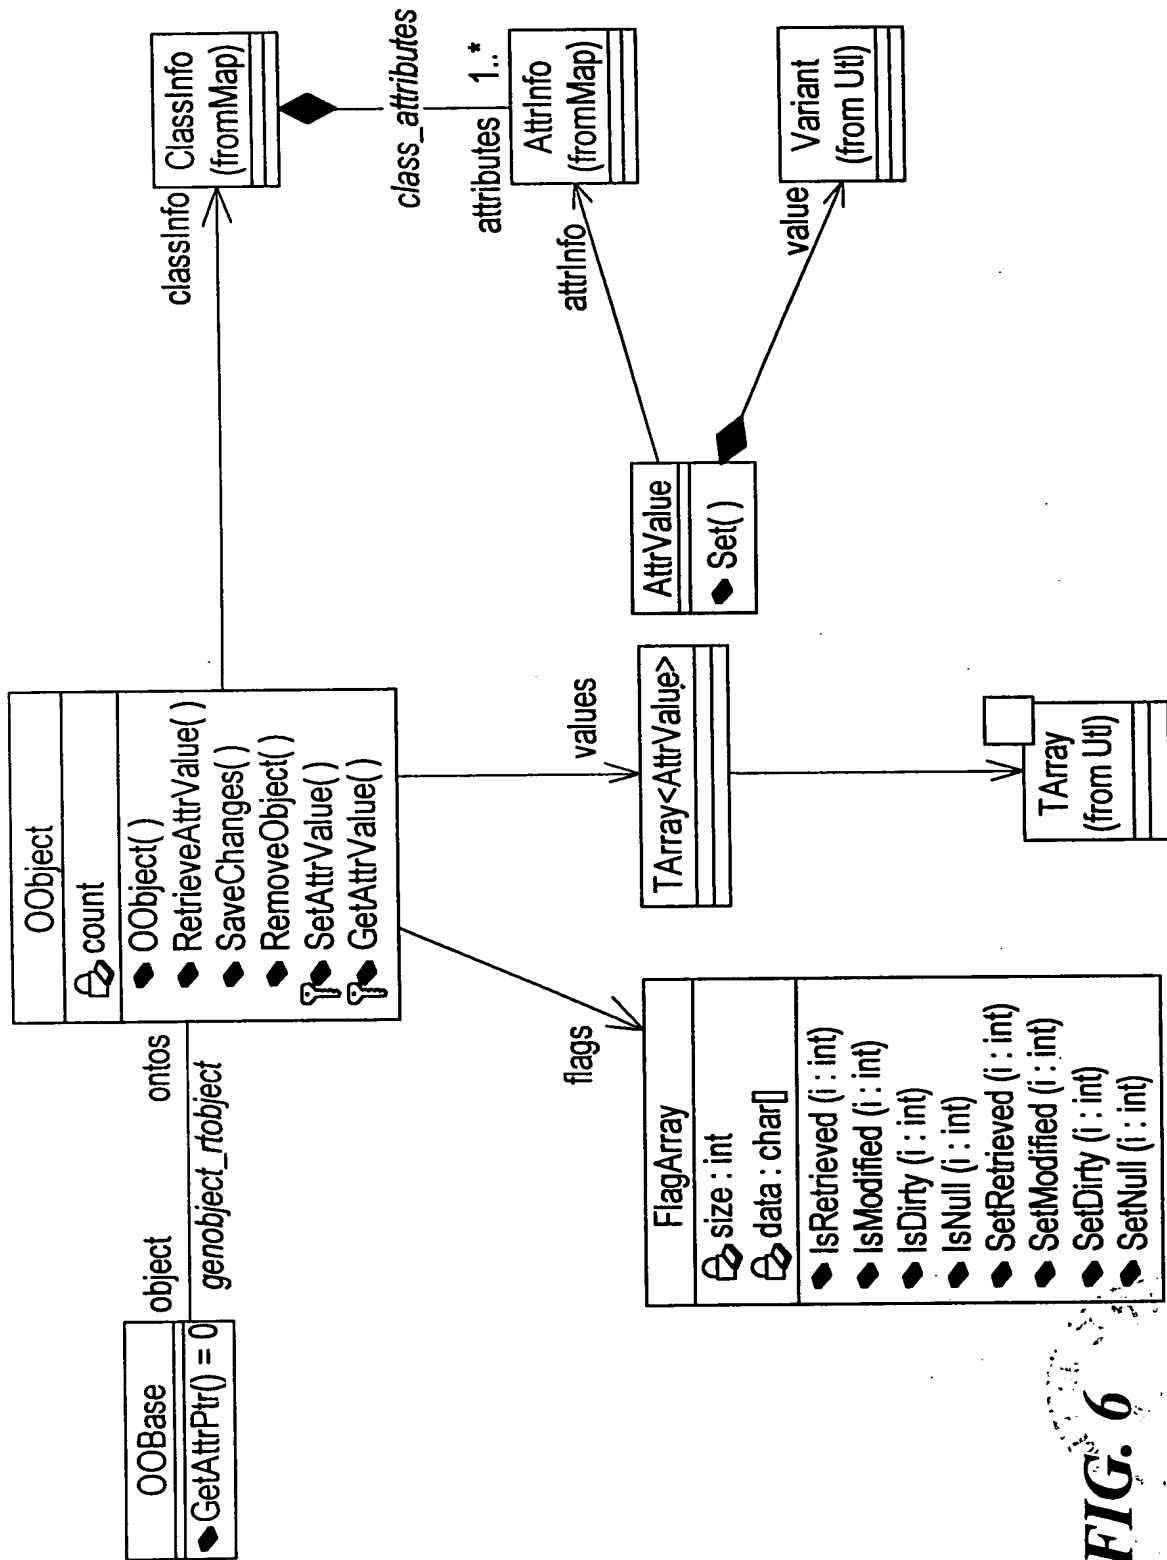 OOBase
GetAttrPtr() = 0
object
genobject_rtobject
ontos
OObject
count
OObject( )
RetrieveAttrValue( )
SaveChanges( )
RemoveObject( )
SetAttrValue( )
GetAttrValue( )
classInfo
ClassInfo
(fromMap)
class_attributes
attributes
1..*
AttrInfo
(fromMap)
attrInfo
AttrValue
Set( )
value
Variant
(from Utl)
values
TArray<AttrValue>
TArray
(from Utl)
flags
FlagArray
size : int
data : char[]
IsRetrieved (i : int)
IsModified (i : int)
IsDirty (i : int)
IsNull (i : int)
SetRetrieved (i : int)
SetModified (i : int)
SetDirty (i : int)
SetNull (i : int)
FIG. 6